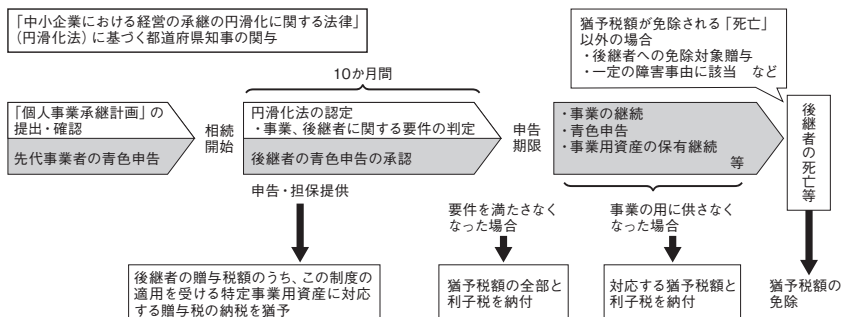 「中小企業における経営の承継の円滑化に関する法律」
（円滑化法）に基づく都道府県知事の関与
猶予税額が免除される「死亡」
以外の場合
・後継者への免除対象贈与
・一定の障害事由に該当　など
10か月間
「個人事業承継計画」の
提出・確認
先代事業者の青色申告
相続
開始
円滑化法の認定
・事業、後継者に関する要件の判定
後継者の青色申告の承認
申告
期限
・事業の継続
・青色申告
・事業用資産の保有継続
等
後継者の死亡等
申告・担保提供
要件を満たさなく
なった場合
事業の用に供さなく
なった場合
後継者の贈与税額のうち、この制度の
適用を受ける特定事業用資産に対応
する贈与税の納税を猶予
猶予税額の全部と
利子税を納付
対応する猶予税額と
利子税を納付
猶予税額の
免除